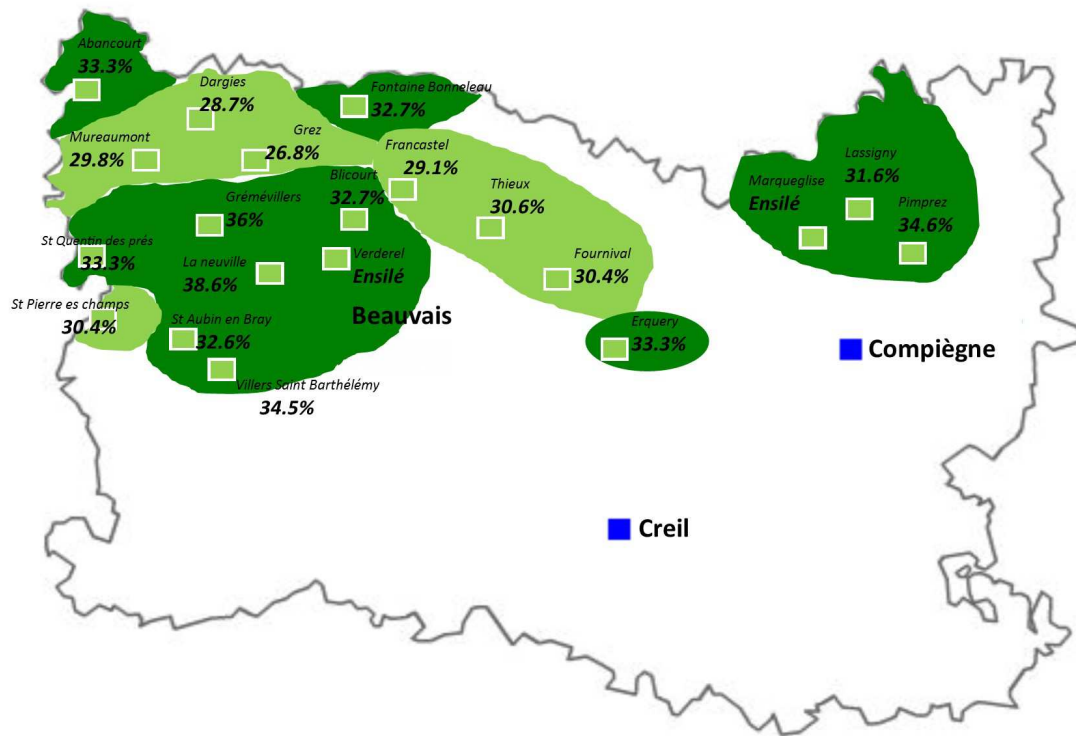 Abancourt
33.3%
Dargies
28.7%
Fontaine Bonneleau
32.7%
Mureaumont
29.8%
Grez
26.8%
Francastel
29.1%
Lassigny
31.6%
Blicourt
32.7%
Thieux
30.6%
Marqueglise
Ensilé
Pimprez
34.6%
Grémévillers
36%
St Quentin des prés
33.3%
La neuville
38.6%
Verderel
Ensilé
Fournival
30.4%
St Pierre es champs
30.4%
St Aubin en Bray
32.6%
Beauvais
Erquery
33.3%
Compiègne
Villers Saint Barthélémy
34.5%
Creil